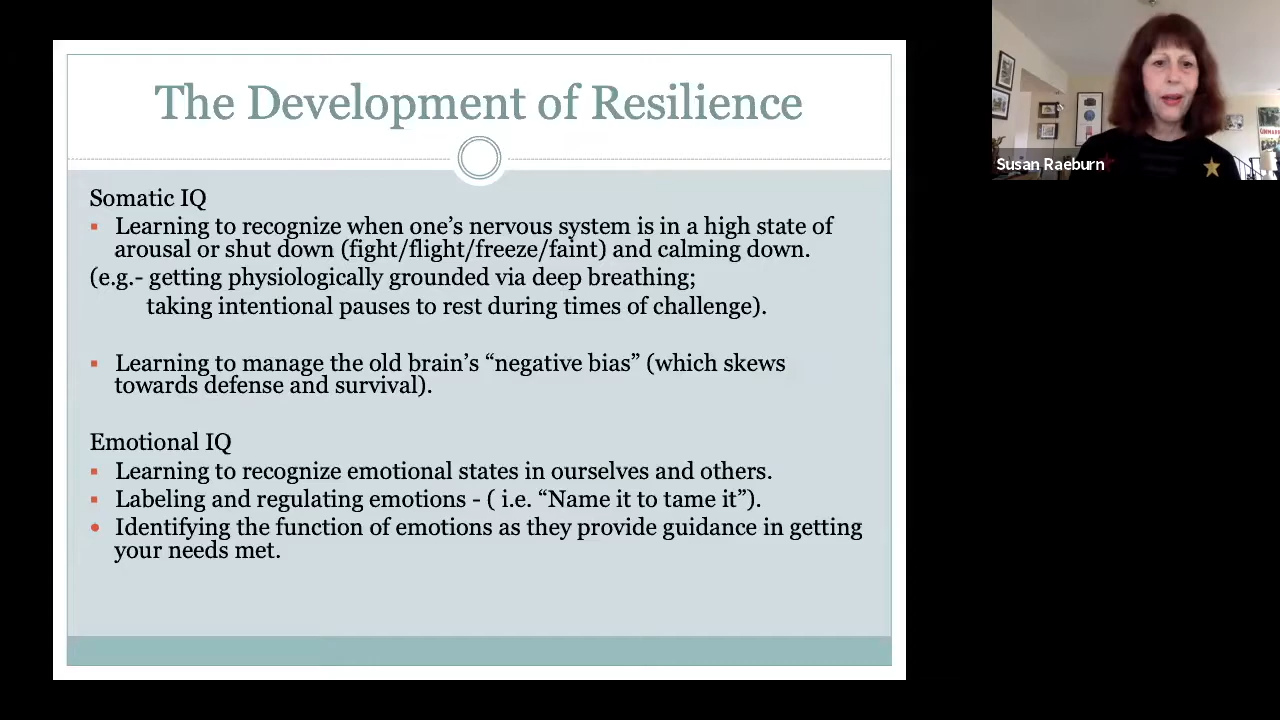 The Development of Resilience
Somatic IQ
▪ Learning to recognize when one's nervous system is in a high state of
arousal or shut down (fight/flight/freeze/faint) and calming down.
(e.g.- getting physiologically grounded via deep breathing;
taking intentional pauses to rest during times of challenge).
▪ Learning to manage the old brain's “negative bias” (which skews
towards defense and survival).
Emotional IQ
▪ Learning to recognize emotional states in ourselves and others.
▪ Labeling and regulating emotions - ( i.e. “Name it to tame it”).
• Identifying the function of emotions as they provide guidance in getting
your needs met.
Susan Raeburn